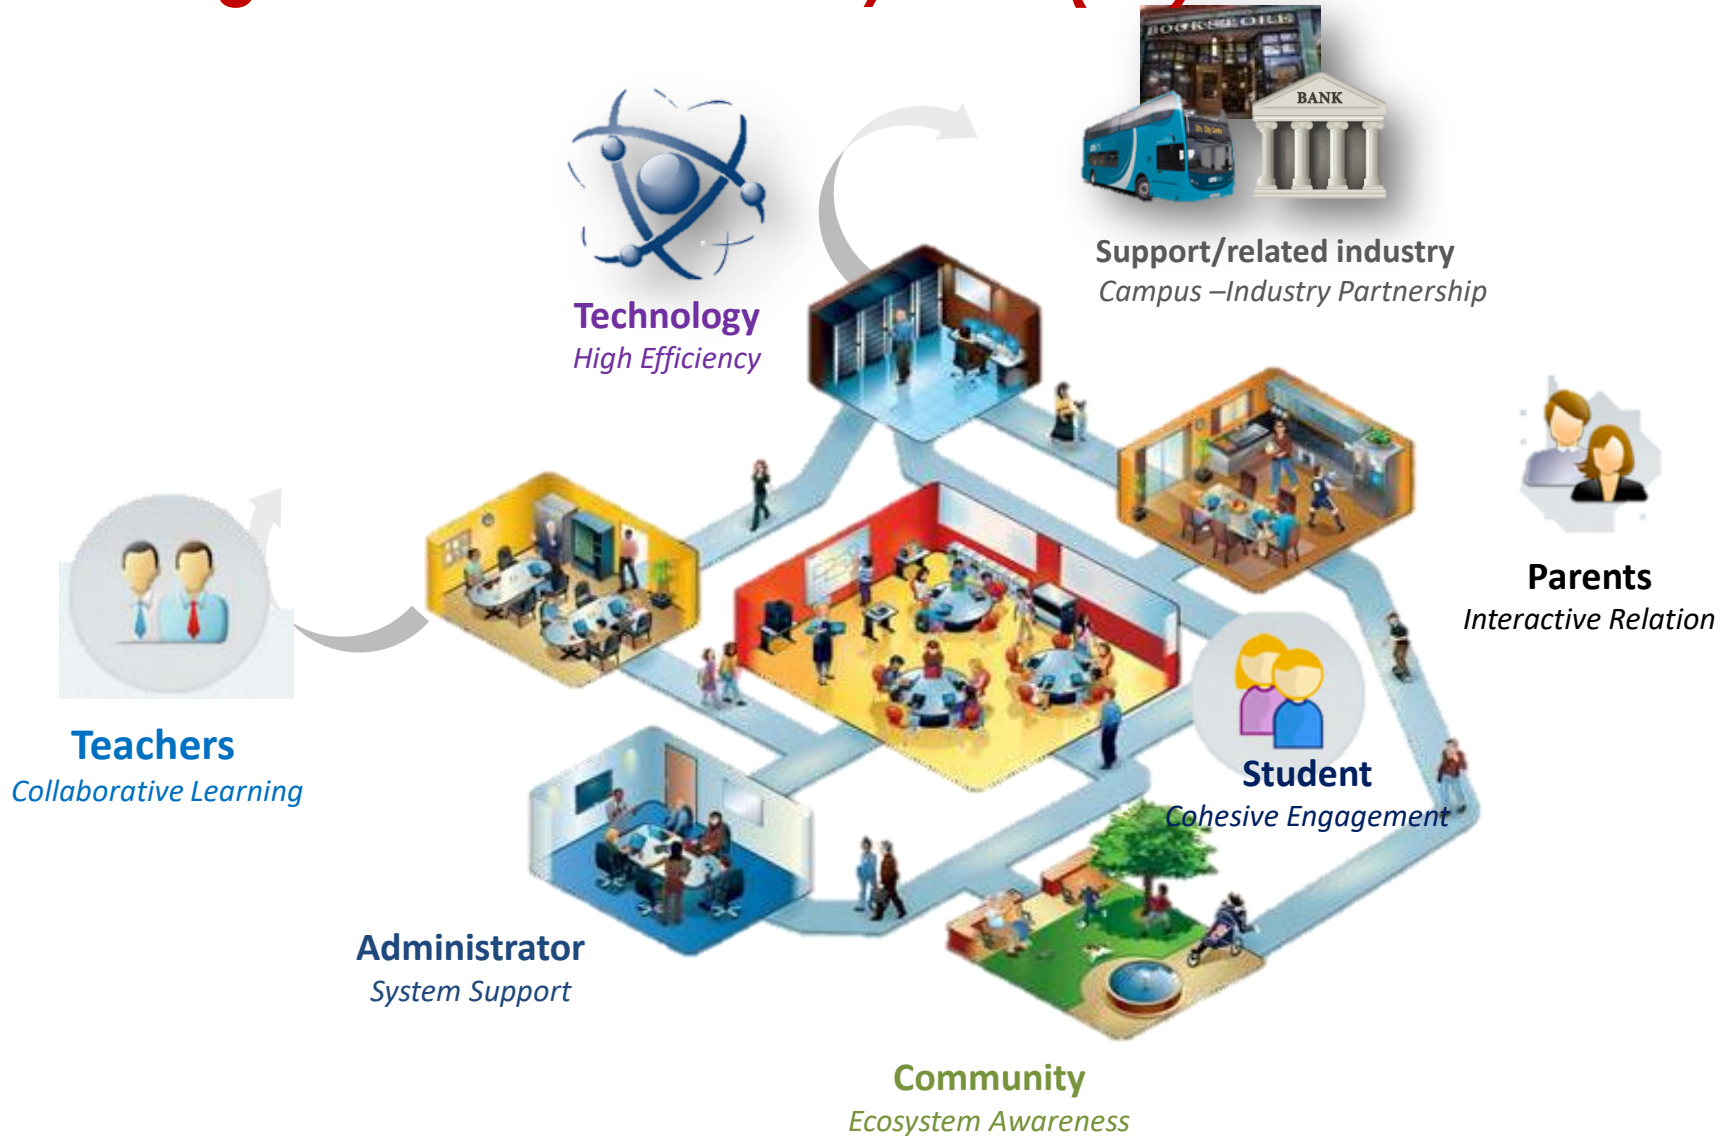 BOOKSTORE
BANK
Support/related industry
Campus –Industry Partnership
Technology
High Efficiency
Parents
Interactive Relation
Teachers
Collaborative Learning
Student
Cohesive Engagement
Administrator
System Support
Community
Ecosystem Awareness